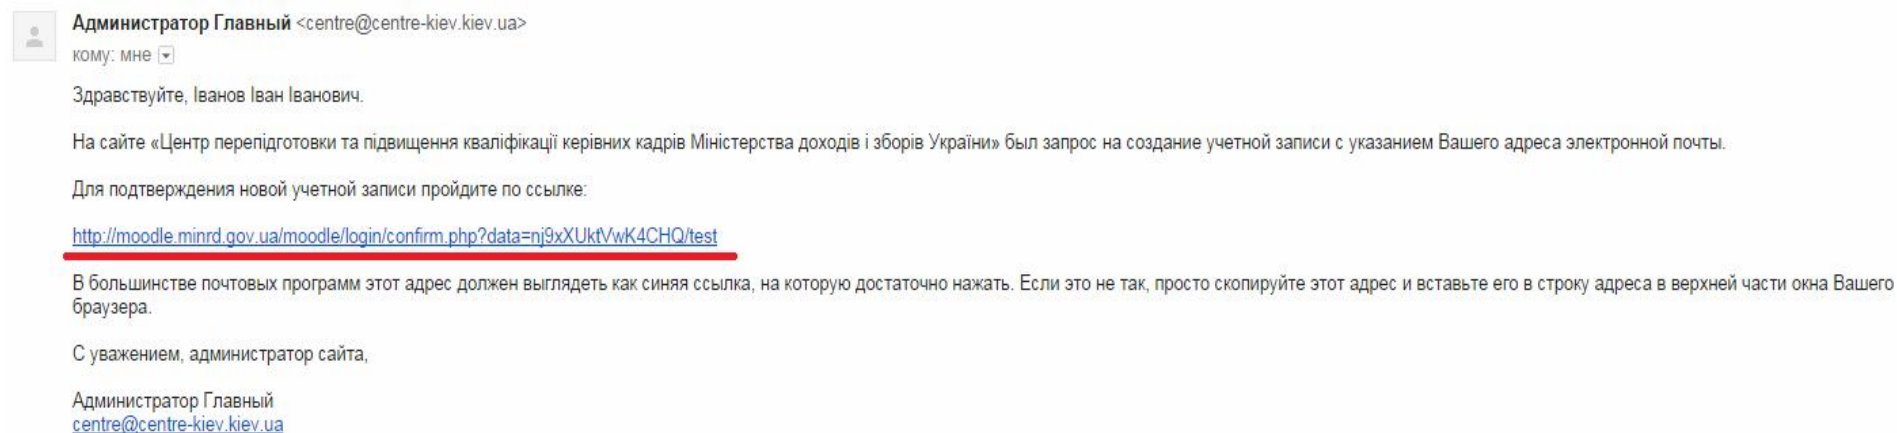 Администратор Главный <centre@centre-kiev.kiev.ua>
кому: мне
Здравствуйте, Іванов Іван Іванович.
На сайте «Центр перепідготовки та підвищення кваліфікації керівних кадрів Міністерства доходів і зборів України» был запрос на создание учетной записи с указанием Вашего адреса электронной почты.
Для подтверждения новой учетной записи пройдите по ссылке:
http://moodle.minrd.gov.ua/moodle/login/confirm.php?data=nj9xXUktVwK4CHQ/test
В большинстве почтовых программ этот адрес должен выглядеть как синяя ссылка, на которую достаточно нажать. Если это не так, просто скопируйте этот адрес и вставьте его в строку адреса в верхней части окна Вашего
браузера.
С уважением, администратор сайта,
Администратор Главный
centre@centre-kiev.kiev.ua